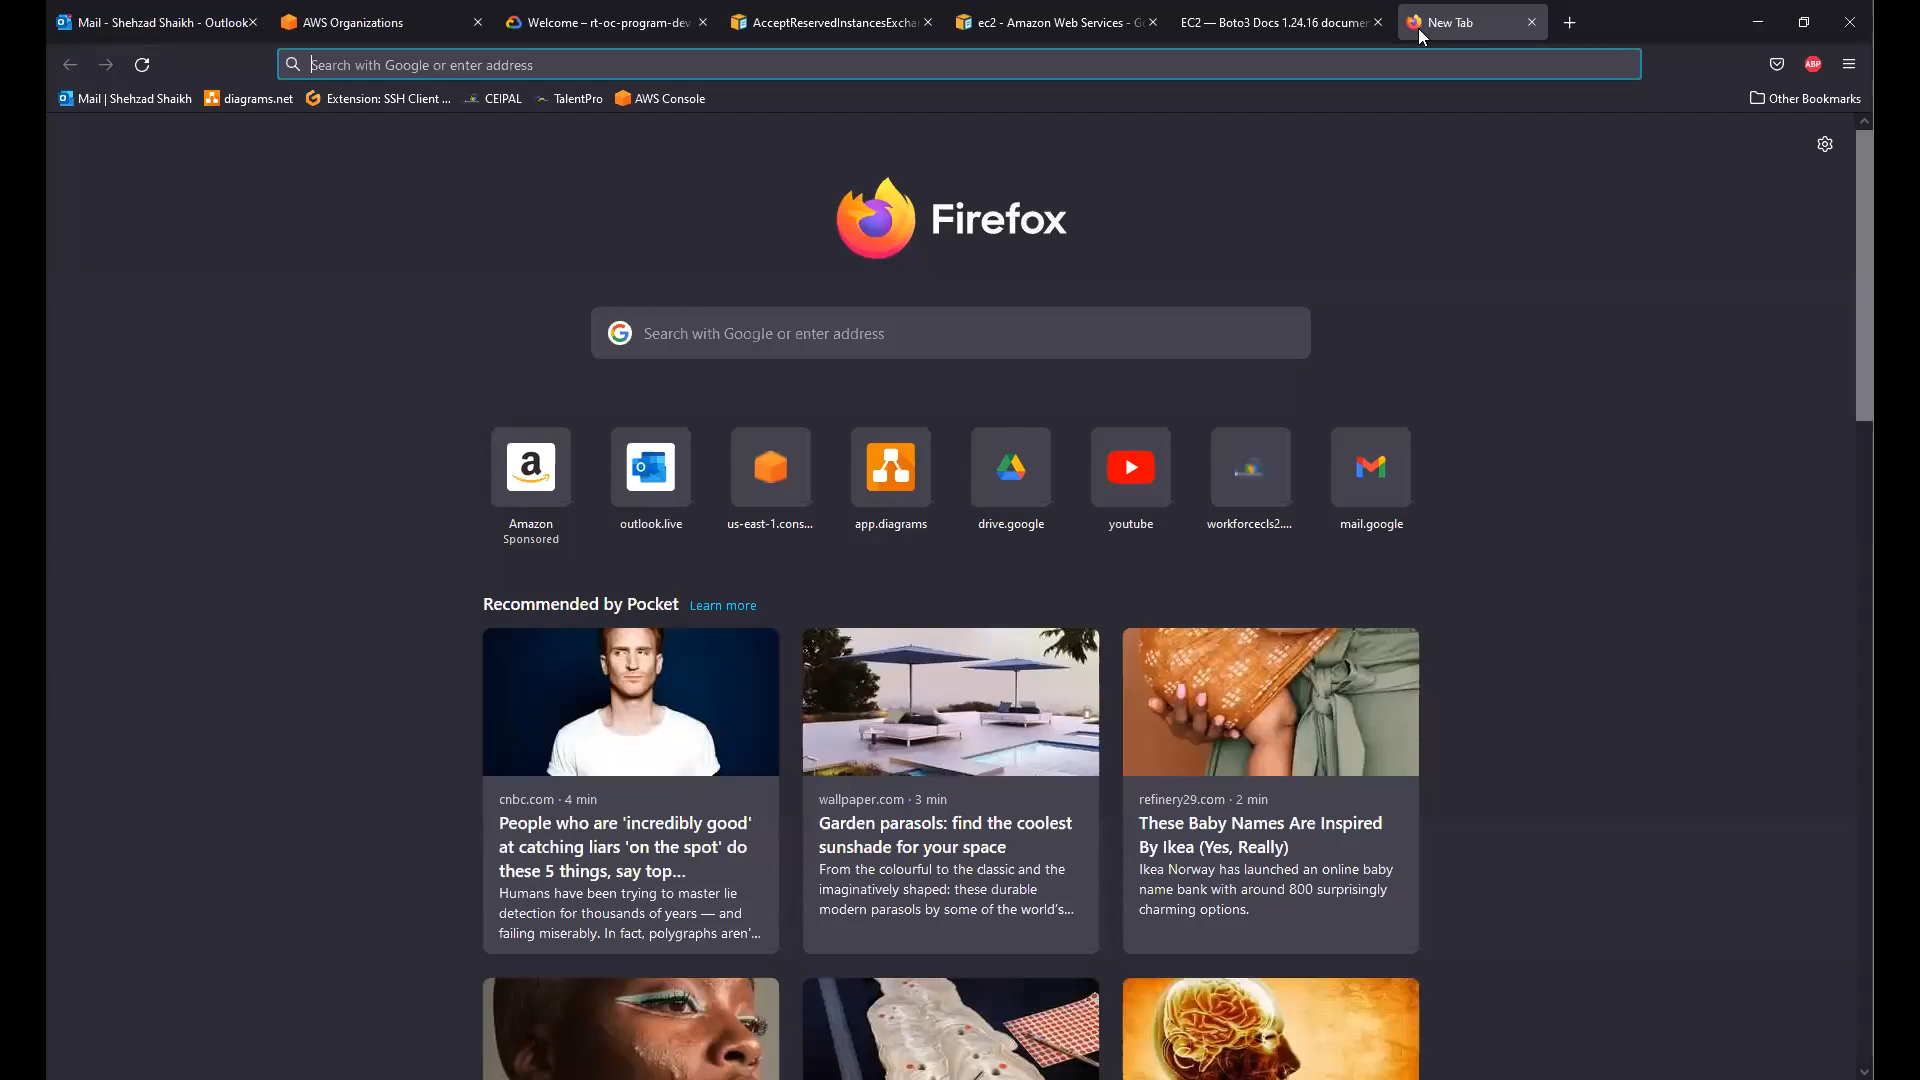 Mail - Shehzad Shaikh - Outlook
AWS Organizations
Welcome – rt-oc-program-dev
AcceptReservedInstancesExcha
ec2 - Amazon Web Services - Go
EC2 — Boto3 Docs 1.24.16 documen
New Tab
Search with Google or enter address
ABP
Mail | Shehzad Shaikh
diagrams.net
Extension: SSH Client ...
CEIPAL
TalentPro
AWS Console
Other Bookmarks
Firefox
Search with Google or enter address
Amazon
Sponsored
outlook.live
us-east-1.cons...
app.diagrams
drive.google
youtube
workforcecls2....
mail.google
Recommended by Pocket Learn more
cnbc.com · 4 min
People who are 'incredibly good'
at catching liars 'on the spot' do
these 5 things, say top...
Humans have been trying to master lie
detection for thousands of years — and
failing miserably. In fact, polygraphs aren'...
wallpaper.com · 3 min
Garden parasols: find the coolest
sunshade for your space
From the colourful to the classic and the
imaginatively shaped: these durable
modern parasols by some of the world's...
refinery29.com · 2 min
These Baby Names Are Inspired
By Ikea (Yes, Really)
Ikea Norway has launched an online baby
name bank with around 800 surprisingly
charming options.